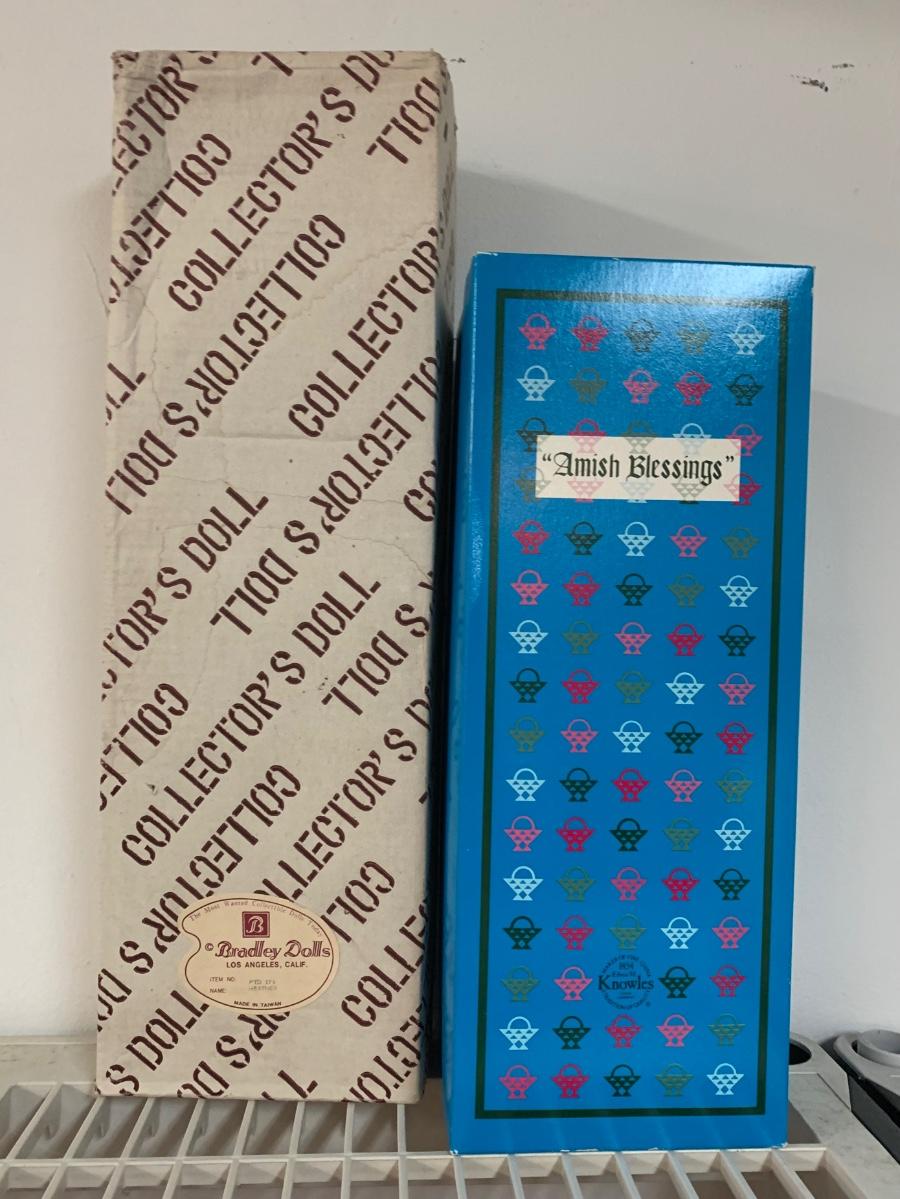 COLLECTOR'S DOLL
COLLECTOR'S DOLL
COLLECTOR'S DOLL
COLLECTOR'S DOLL
COLLECTOR'S DOLL
COLLECTOR'S DOLL
The Most Wanted Collectible Dolls Today
B
© Bradley Dolls
LOS ANGELES, CALIF.
ITEM NO:
NAME: HEATHER
MADE IN TAIWAN
"Amish Blessings"
Knowles